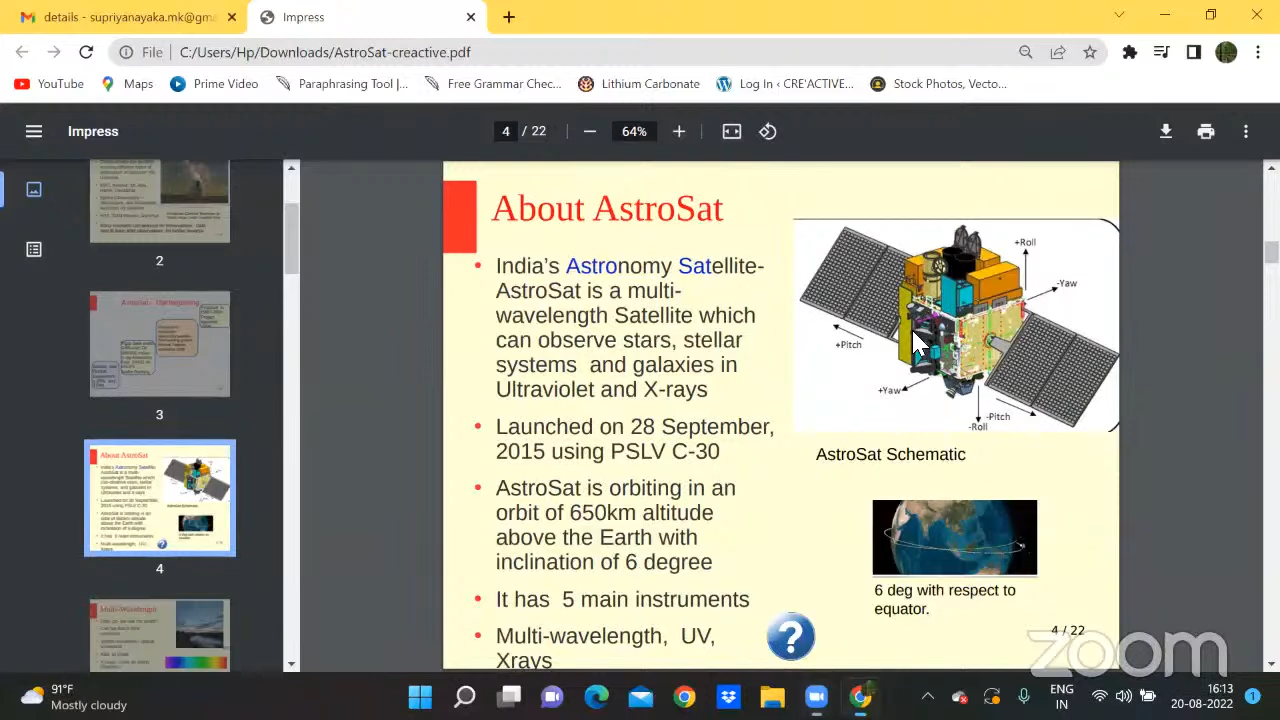 details - supriyanayaka.mk@gm
Impress
File
C:/Users/Hp/Downloads/AstroSat-creactive.pdf
YouTube
Maps
Prime Video
Paraphrasing Tool |...
Free Grammar Chec...
Lithium Carbonate
Log In ‹ CRE'ACTIVE...
Stock Photos, Vecto...
Impress
4 / 22
64%
2
3
About AstroSat
4
Multi-Wavelength
About AstroSat
India's Astronomy Satellite-
AstroSat is a multi-
wavelength Satellite which
can observe stars, stellar
systems and galaxies in
Ultraviolet and X-rays
Launched on 28 September,
2015 using PSLV C-30
AstroSat is orbiting in an
orbit of 650km altitude
above the Earth with
inclination of 6 degree
It has 5 main instruments
Multi-wavelength, UV,
Xrays
+Roll
-Yaw
+Pitch
+Yaw
-Pitch
-Roll
AstroSat Schematic
6 deg with respect to
equator.
4 / 22
zoom
91°F
Mostly cloudy
ENG
IN
16:13
20-08-2022
1